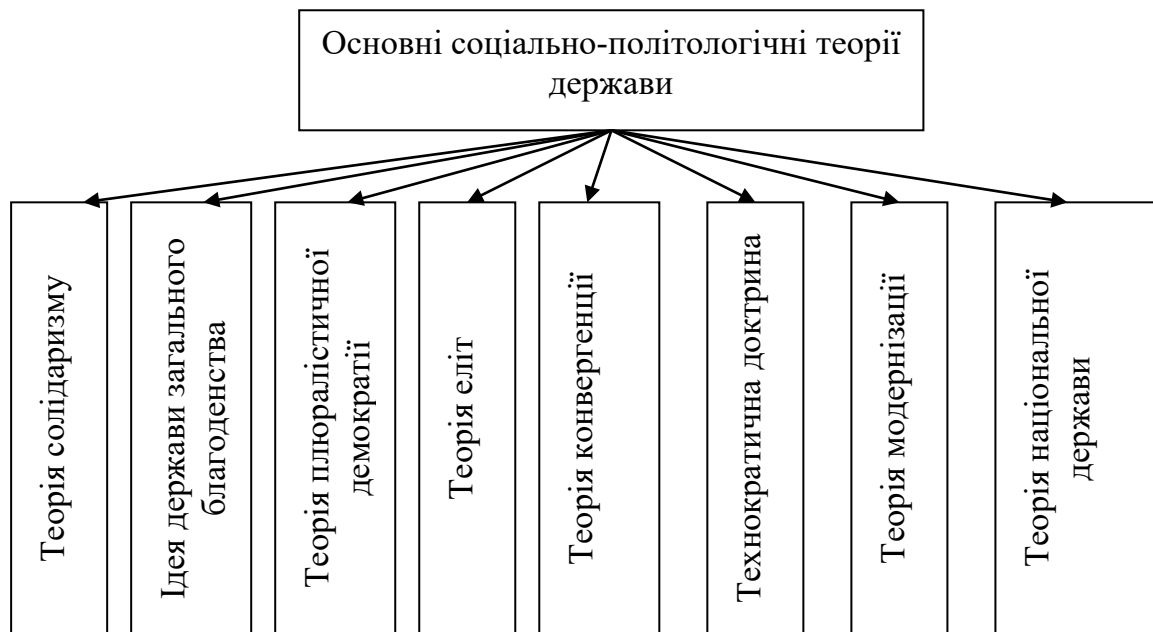 Основні соціально-політологічні теорії
держави
Теорія солідаризму
Ідея держави загального
благоденства
Теорія плюралістичної
демократії
Теорія еліт
Теорія конвергенції
Технократична доктрина
Теорія модернізації
Теорія національної
держави